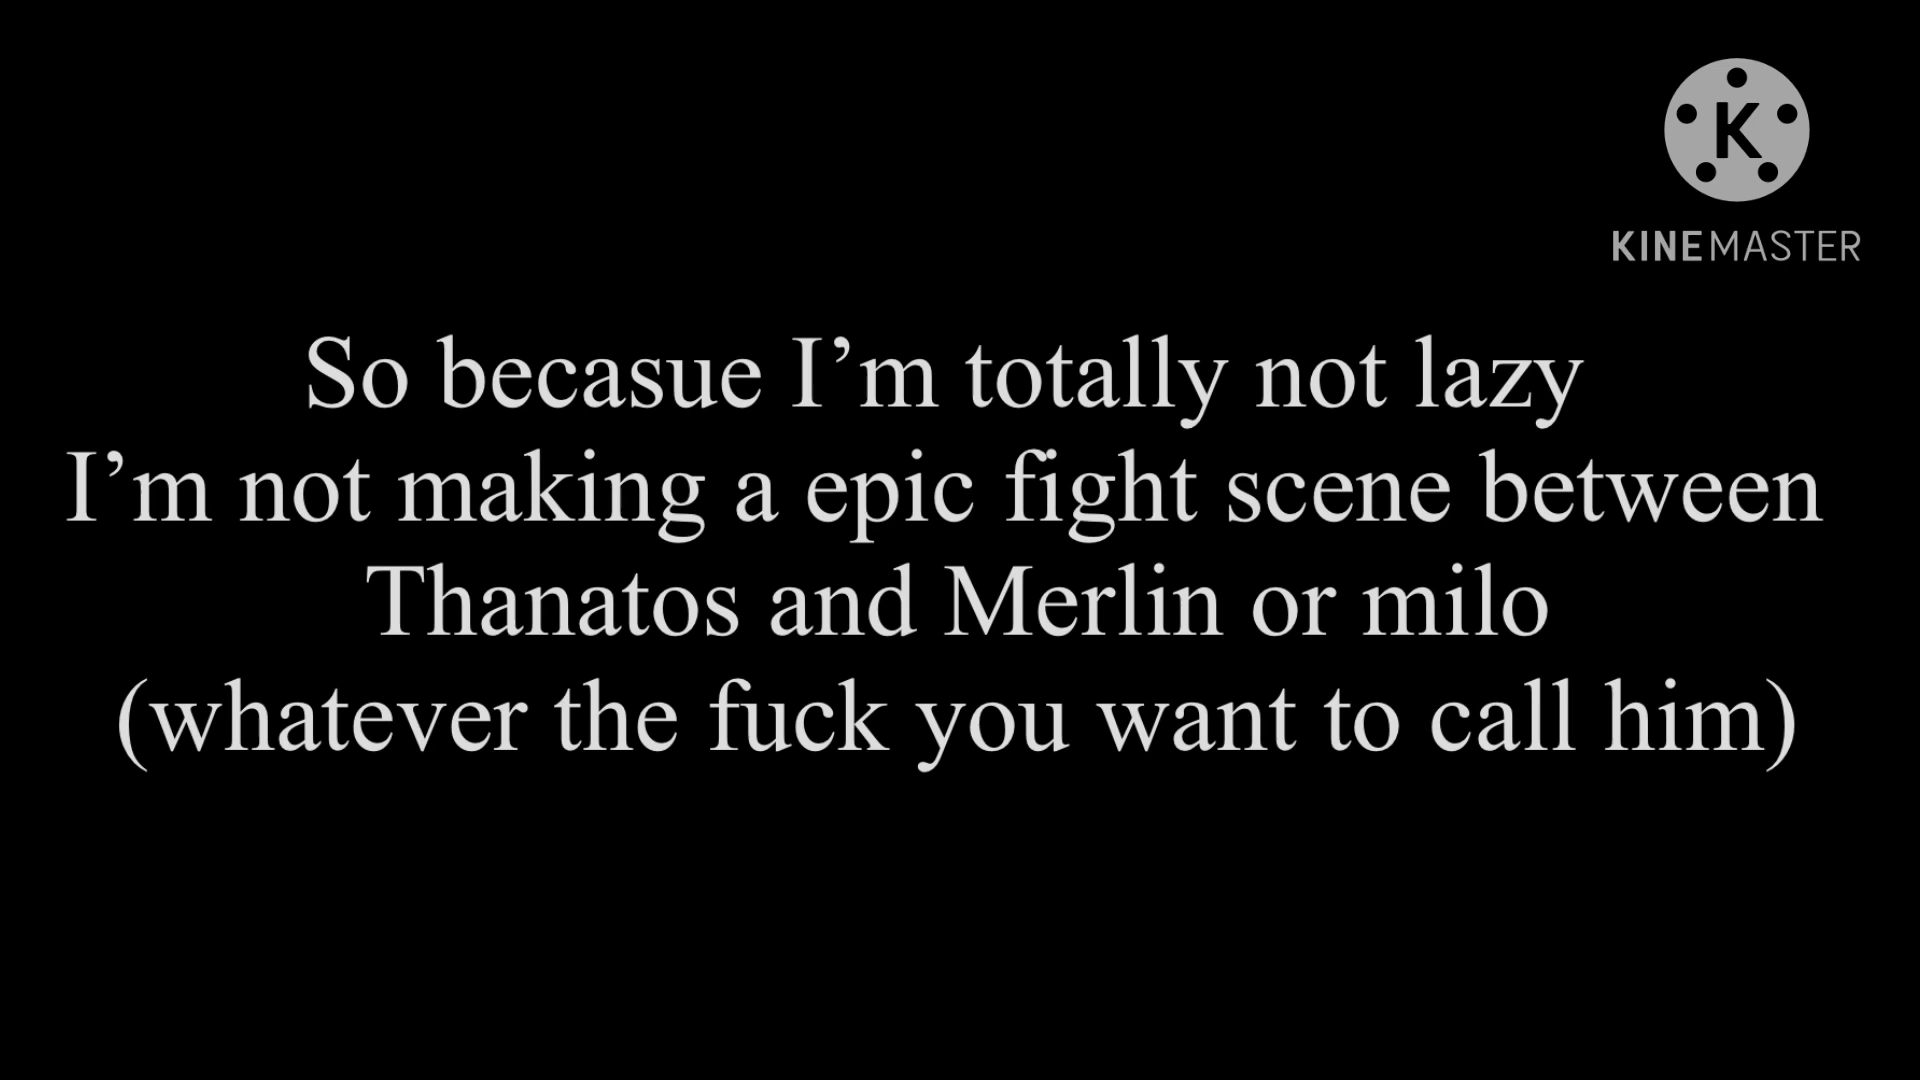 K
KINEMASTER
So becasue I’m totally not lazy
I’m not making a epic fight scene between
Thanatos and Merlin or milo
(whatever the fuck you want to call him)